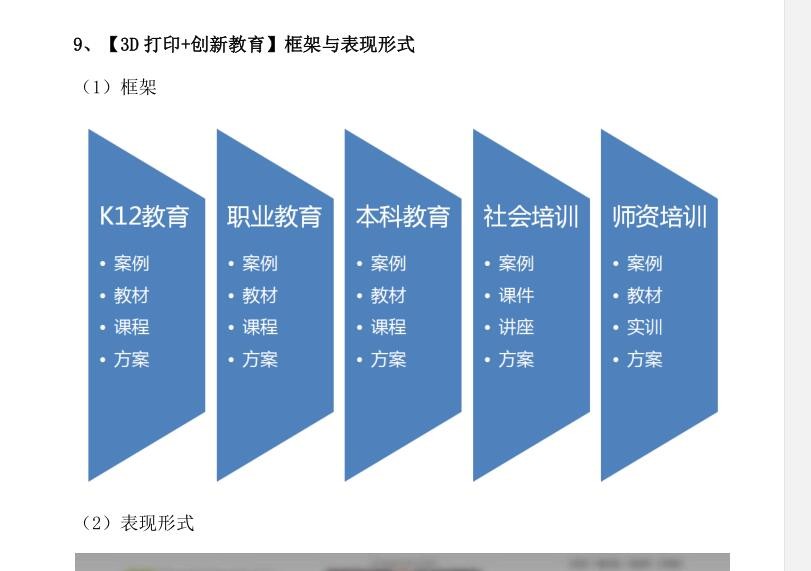 9、【3D 打印+创新教育】框架与表现形式
（1）框架
K12教育
• 案例
• 教材
• 课程
• 方案
职业教育
• 案例
• 教材
• 课程
• 方案
本科教育
• 案例
• 教材
• 课程
• 方案
社会培训
• 案例
• 课件
• 讲座
• 方案
师资培训
• 案例
• 教材
• 实训
• 方案
（2）表现形式